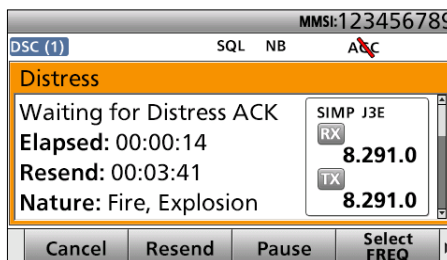 MMSI:123456789
DSC (1) SQL NB AGC
Distress
Waiting for Distress ACK
Elapsed: 00:00:14
Resend: 00:03:41
Nature: Fire, Explosion
SIMP J3E
RX
8.291.0
TX
8.291.0
Cancel Resend Pause Select FREQ